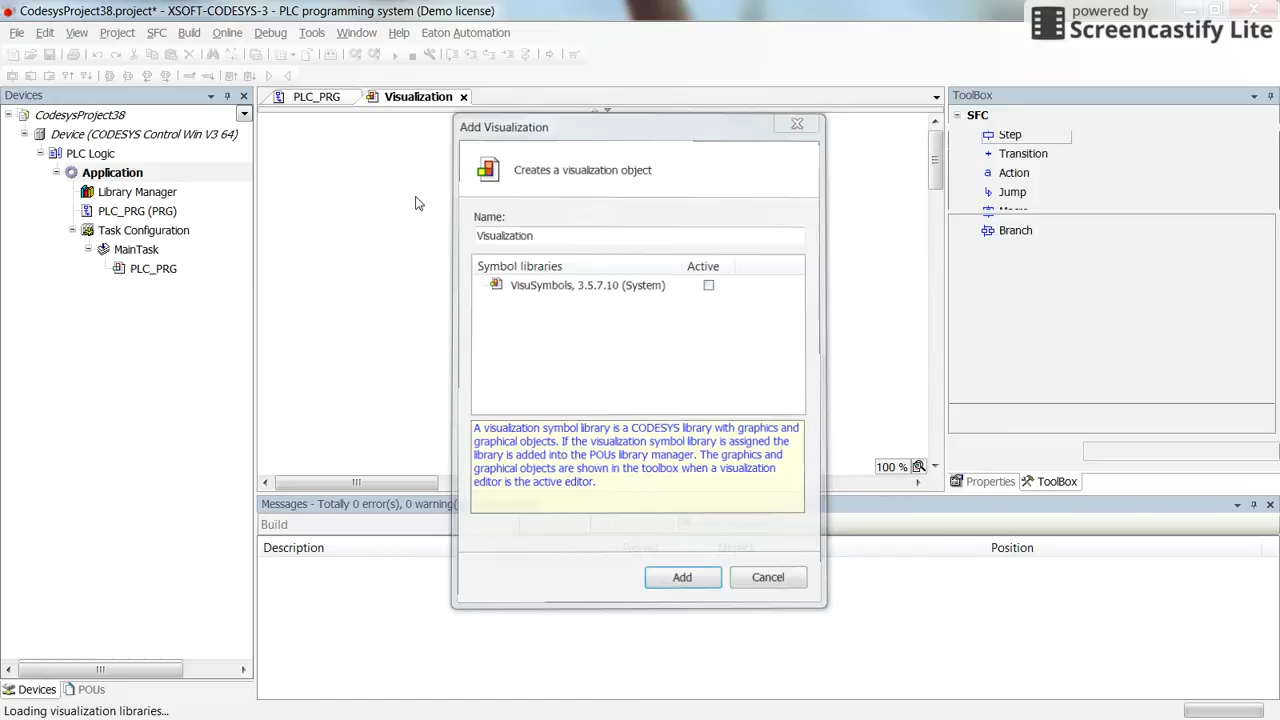 CodesysProject38.project* - XSOFT-CODESYS-3 - PLC programming system (Demo license)
powered by
Screencastify Lite
File Edit View Project SFC Build Online Debug Tools Window Help Eaton Automation
Devices
PLC_PRG
Visualization
ToolBox
CodesysProject38
Device (CODESYS Control Win V3 64)
PLC Logic
Application
Library Manager
PLC_PRG (PRG)
Task Configuration
MainTask
PLC_PRG
Add Visualization
Creates a visualization object
Name:
Visualization
Symbol libraries Active
VisuSymbols, 3.5.7.10 (System)
A visualization symbol library is a CODESYS library with graphics and
graphical objects. If the visualization symbol library is assigned the
library is added into the POUs library manager. The graphics and
graphical objects are shown in the toolbox when a visualization
editor is the active editor.
Project Object
Add Cancel
SFC
Step
Transition
Action
Jump
Branch
100 %
Properties ToolBox
Messages - Totally 0 error(s), 0 warning(
Build
Description Position
Devices POUs
Loading visualization libraries...